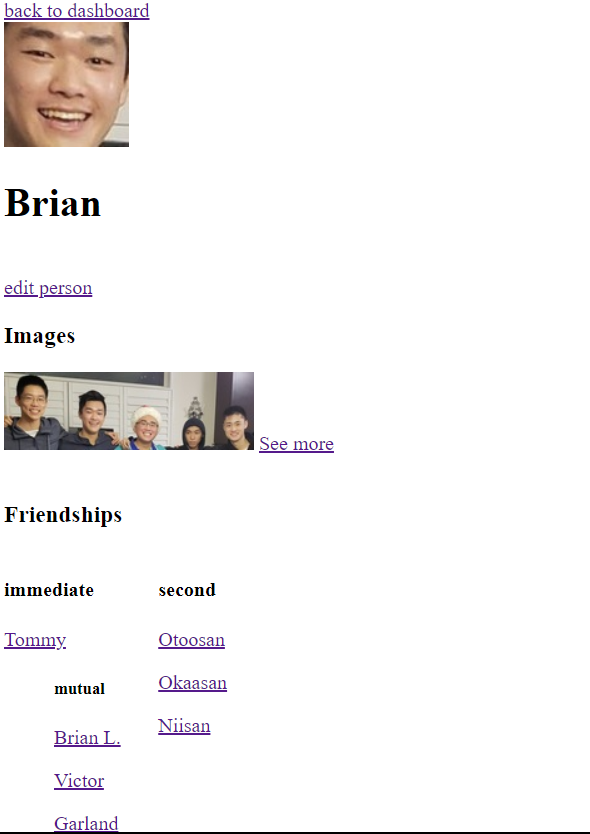 back to dashboard
Brian
edit person
Images
See more
Friendships
immediate
second
Tommy
Otoosan
mutual
Okaasan
Brian L.
Niisan
Victor
Garland